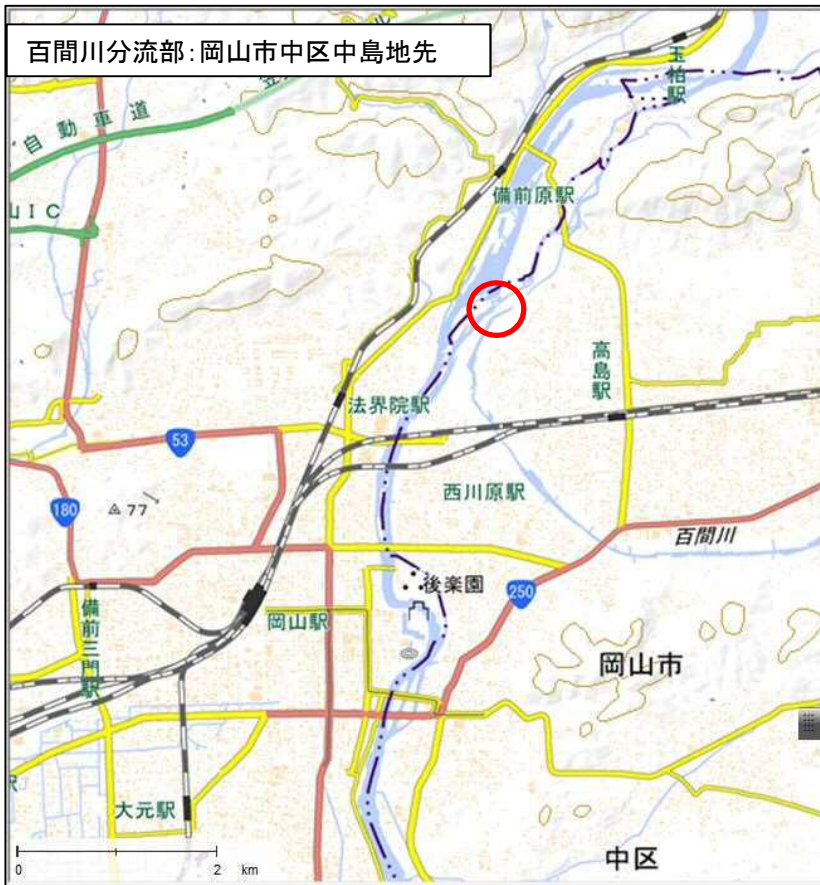 百間川分流部:岡山市中区中島地先
自動車道
山IC
玉柏駅
備前原駅
高島駅
法界院駅
53
西川原駅
180
77
百間川
後楽園
250
岡山駅
備前三門駅
岡山市
大元駅
中区
0 2 km